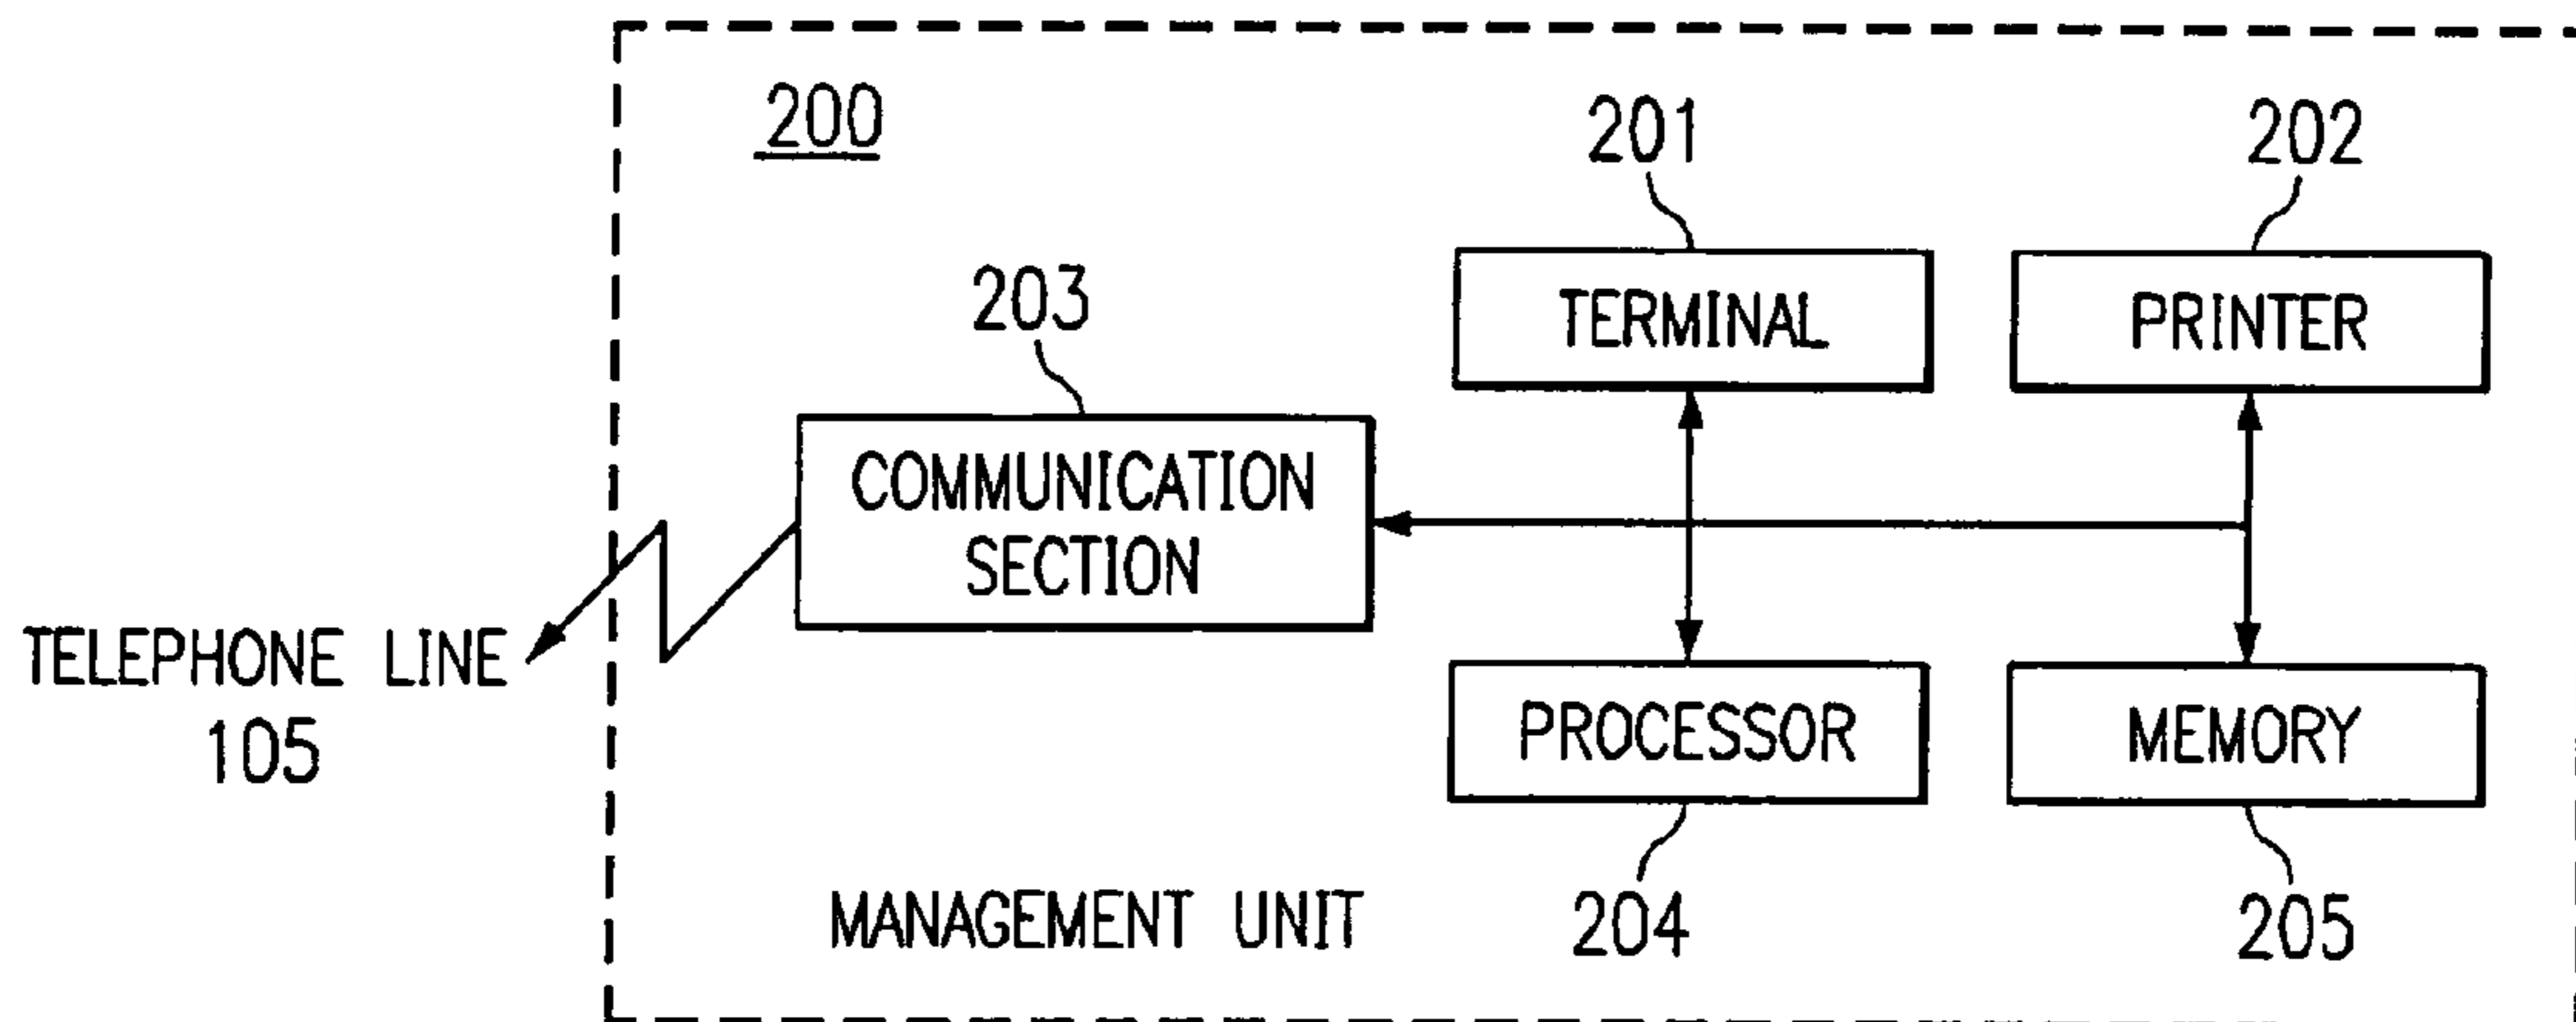 200
201
202
203
TERMINAL
PRINTER
COMMUNICATION
SECTION
TELEPHONE LINE
105
PROCESSOR
MEMORY
MANAGEMENT UNIT
204
205